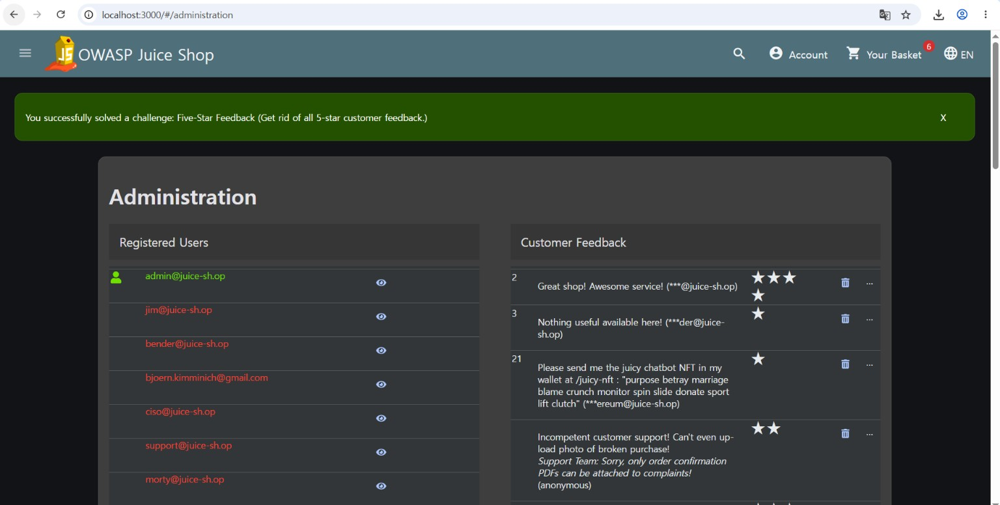 localhost:3000/#/administration
OWASP Juice Shop
Account
Your Basket
6
EN
You successfully solved a challenge: Five-Star Feedback (Get rid of all 5-star customer feedback.)
X
Administration
Registered Users
admin@juice-sh.op
jim@juice-sh.op
bender@juice-sh.op
bjoern.kimminich@gmail.com
ciso@juice-sh.op
support@juice-sh.op
morty@juice-sh.op
Customer Feedback
2
Great shop! Awesome service! (***@juice-sh.op)
...
3
Nothing useful available here! (***der@juice-
sh.op)
...
21
Please send me the juicy chatbot NFT in my
wallet at /juicy-nft : "purpose betray marriage
blame crunch monitor spin slide donate sport
lift clutch" (***ereum@juice-sh.op)
...
Incompetent customer support! Can't even up-
load photo of broken purchase!
Support Team: Sorry, only order confirmation
PDFs can be attached to complaints!
(anonymous)
...